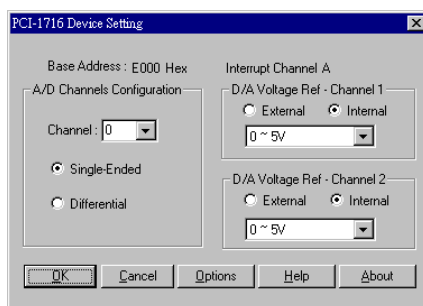 PCI-1716 Device Setting
Base Address : E000 Hex
Interrupt Channel A
A/D Channels Configuration
Channel : 0
Single-Ended
Differential
D/A Voltage Ref - Channel 1
External Internal
0 ~ 5V
D/A Voltage Ref - Channel 2
External Internal
0 ~ 5V
OK Cancel Options Help About